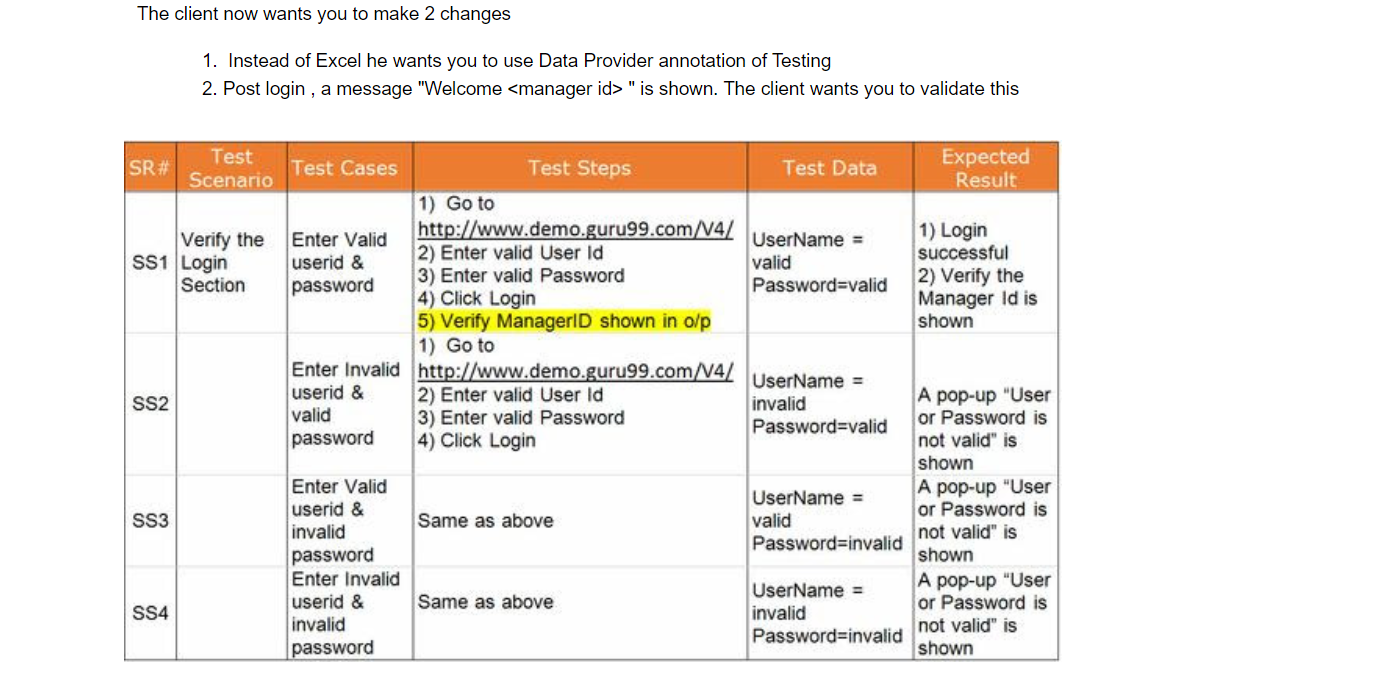 The client now wants you to make 2 changes
1. Instead of Excel he wants you to use Data Provider annotation of Testing
2. Post login , a message "Welcome <manager id> " is shown. The client wants you to validate this
SR#
Test
Scenario
Test Cases
Test Steps
Test Data
Expected
Result
SS1
Verify the
Login
Section
Enter Valid
userid &
password
1) Go to
http://www.demo.guru99.com/V4/
2) Enter valid User Id
3) Enter valid Password
4) Click Login
5) Verify ManagerID shown in o/p
UserName =
valid
Password=valid
1) Login
successful
2) Verify the
Manager Id is
shown
SS2
Enter Invalid
userid &
valid
password
1) Go to
http://www.demo.guru99.com/V4/
2) Enter valid User Id
3) Enter valid Password
4) Click Login
UserName =
invalid
Password=valid
A pop-up “User
or Password is
not valid” is
shown
SS3
Enter Valid
userid &
invalid
password
Same as above
UserName =
valid
Password=invalid
A pop-up “User
or Password is
not valid” is
shown
SS4
Enter Invalid
userid &
invalid
password
Same as above
UserName =
invalid
Password=invalid
A pop-up “User
or Password is
not valid” is
shown